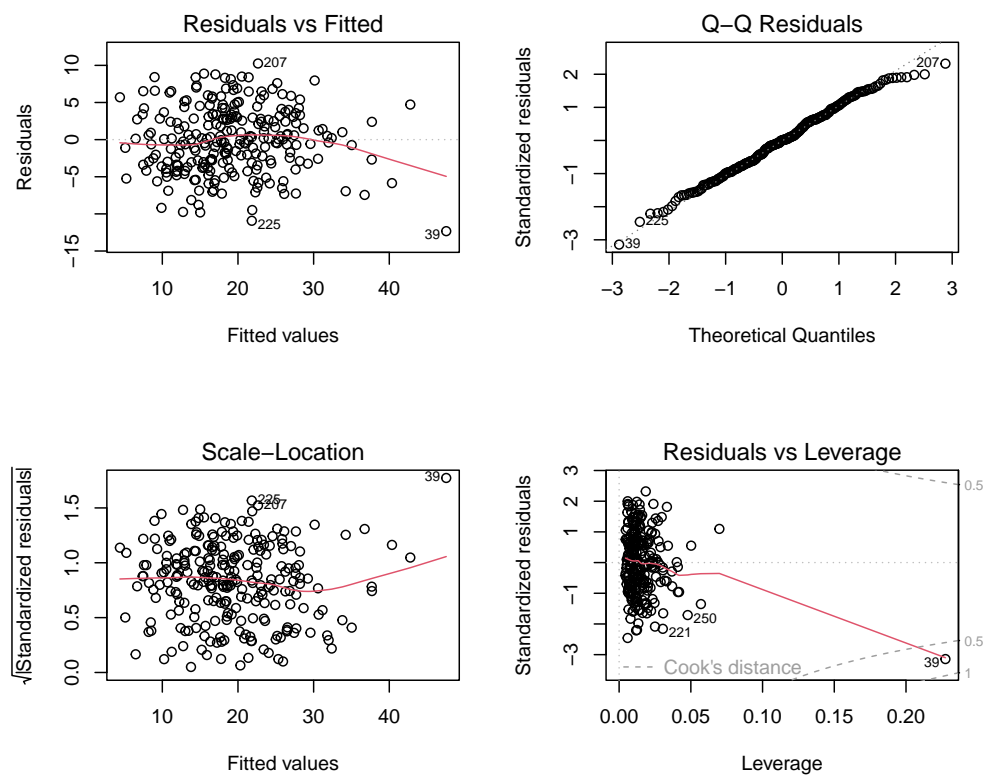 Residuals vs Fitted
Residuals
10
5
0
−5
−15
207
225
39
10 20 30 40
Fitted values
Q−Q Residuals
Standardized residuals
2
1
−1
−3
207
225
39
−3 −2 −1 0 1 2 3
Theoretical Quantiles
Scale−Location
√|Standardized residuals|
1.5
1.0
0.5
0.0
39
225
207
10 20 30 40
Fitted values
Residuals vs Leverage
Standardized residuals
3
2
1
−1
−3
0.5
0.5
1
250
221
39
Cook's distance
0.00 0.05 0.10 0.15 0.20
Leverage